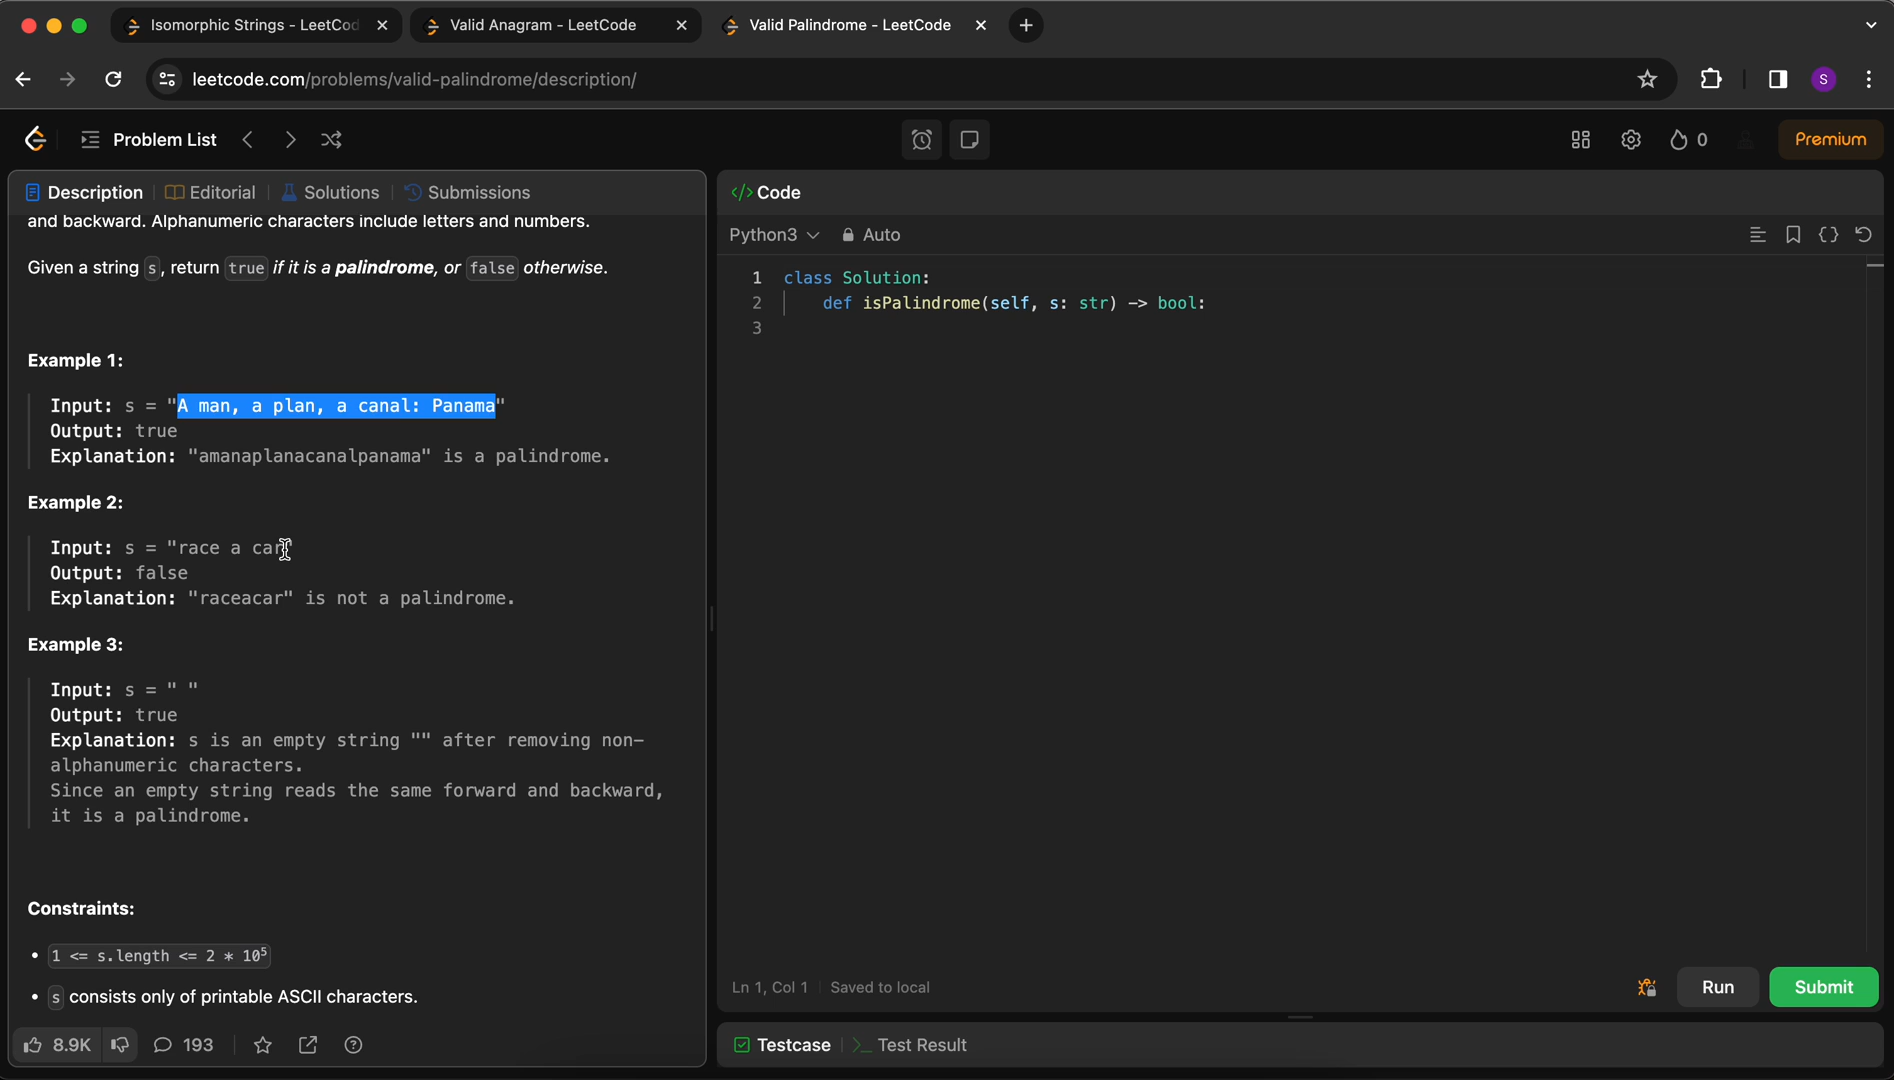 Isomorphic Strings - LeetCod
Valid Anagram - LeetCode
Valid Palindrome - LeetCode
leetcode.com/problems/valid-palindrome/description/
S
Problem List
0
Premium
Description
Editorial
Solutions
Submissions
and backward. Alphanumeric characters include letters and numbers.
Given a string s, return true if it is a palindrome, or false otherwise.
Example 1:
Input: s = "A man, a plan, a canal: Panama"
Output: true
Explanation: "amanaplanacanalpanama" is a palindrome.
Example 2:
Input: s = "race a car"
Output: false
Explanation: "raceacar" is not a palindrome.
Example 3:
Input: s = " "
Output: true
Explanation: s is an empty string "" after removing non-
alphanumeric characters.
Since an empty string reads the same forward and backward,
it is a palindrome.
Constraints:
• 1 <= s.length <= 2 * 10⁵
• s consists only of printable ASCII characters.
8.9K
193
</> Code
Python3
Auto
1 class Solution:
2 def isPalindrome(self, s: str) -> bool:
3
Ln 1, Col 1
Saved to local
Run
Submit
Testcase
>_ Test Result